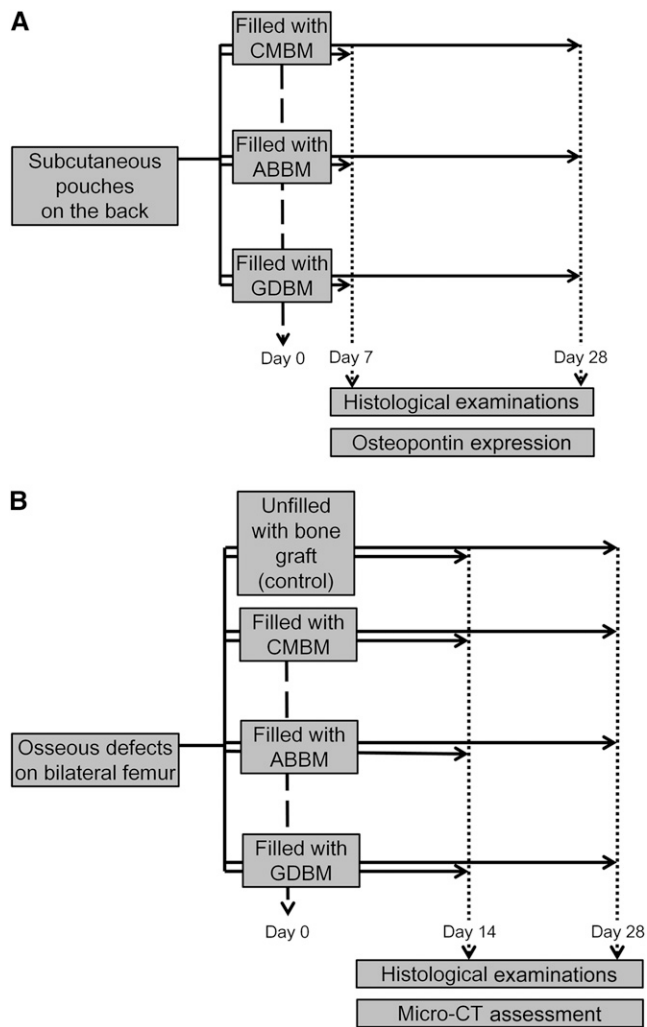 A
Filled with
CMBM
Subcutaneous
pouches
on the back
Filled with
ABBM
Filled with
GDBM
Day 0
Day 7
Day 28
Histological examinations
Osteopontin expression
B
Unfilled
with bone
graft
(control)
Filled with
CMBM
Osseous defects
on bilateral femur
Filled with
ABBM
Filled with
GDBM
Day 0
Day 14
Day 28
Histological examinations
Micro-CT assessment